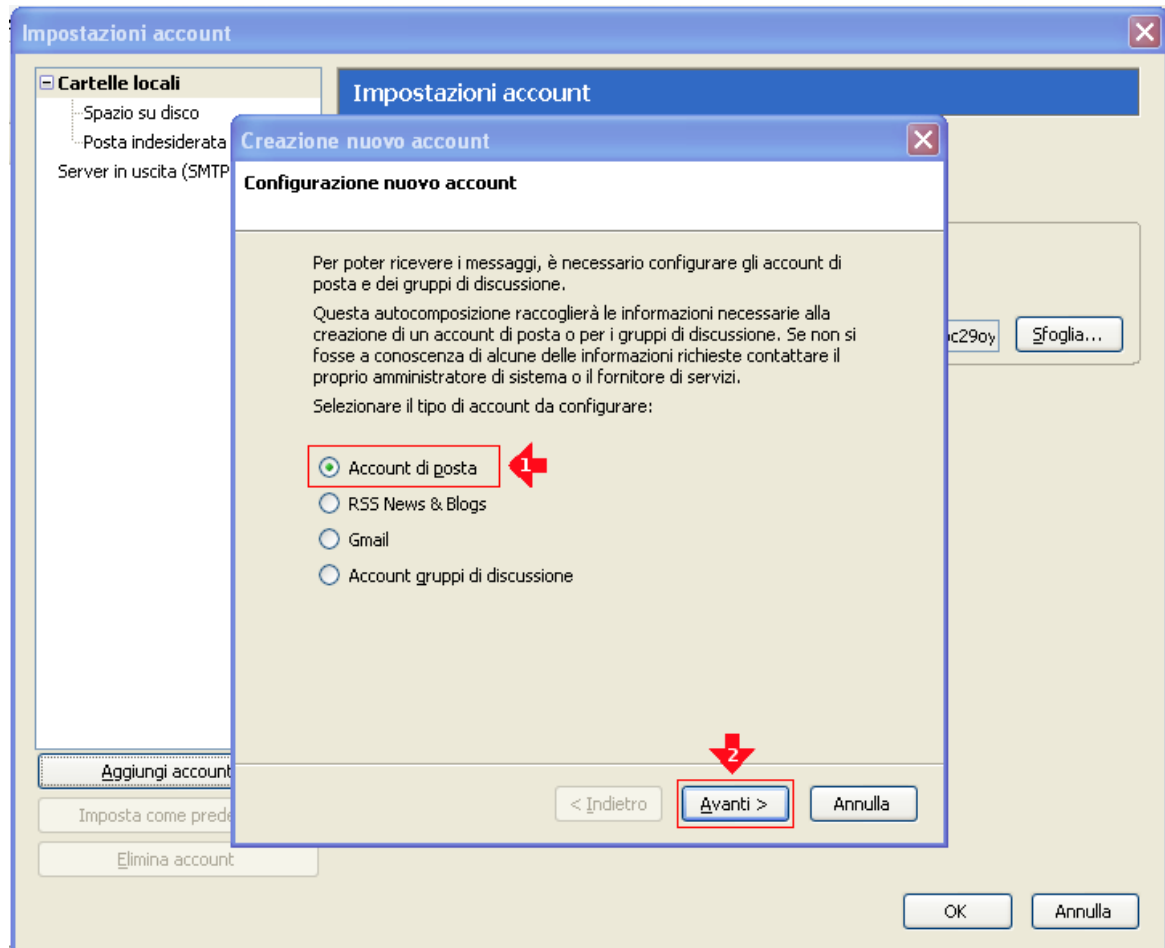 Impostazioni account
Cartelle locali
Spazio su disco
Posta indesiderata
Server in uscita (SMTP
Impostazioni account
Creazione nuovo account
Configurazione nuovo account
Per poter ricevere i messaggi, è necessario configurare gli account di
posta e dei gruppi di discussione.
Questa autocomposizione raccoglierà le informazioni necessarie alla
creazione di un account di posta o per i gruppi di discussione. Se non si
fosse a conoscenza di alcune delle informazioni richieste contattare il
proprio amministratore di sistema o il fornitore di servizi.
Selezionare il tipo di account da configurare:
Account di posta
1
RSS News & Blogs
Gmail
Account gruppi di discussione
2
< Indietro
Avanti >
Annulla
Sfoglia...
Aggiungi account
Imposta come prede
Elimina account
OK
Annulla